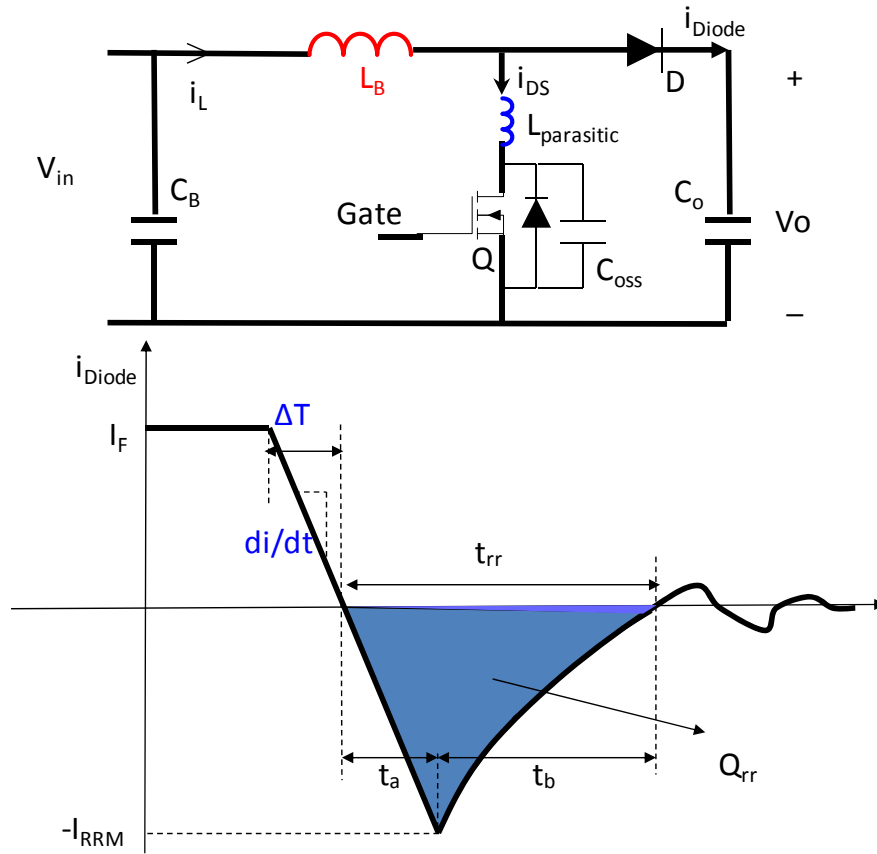 i_Diode
L_B
D
i_L
i_DS
+
L_parasitic
V_in
C_B
C_o
Gate
Vo
Q
C_oss
–
i_Diode
ΔT
I_F
di/dt
t_rr
t_a
t_b
Q_rr
-I_RRM